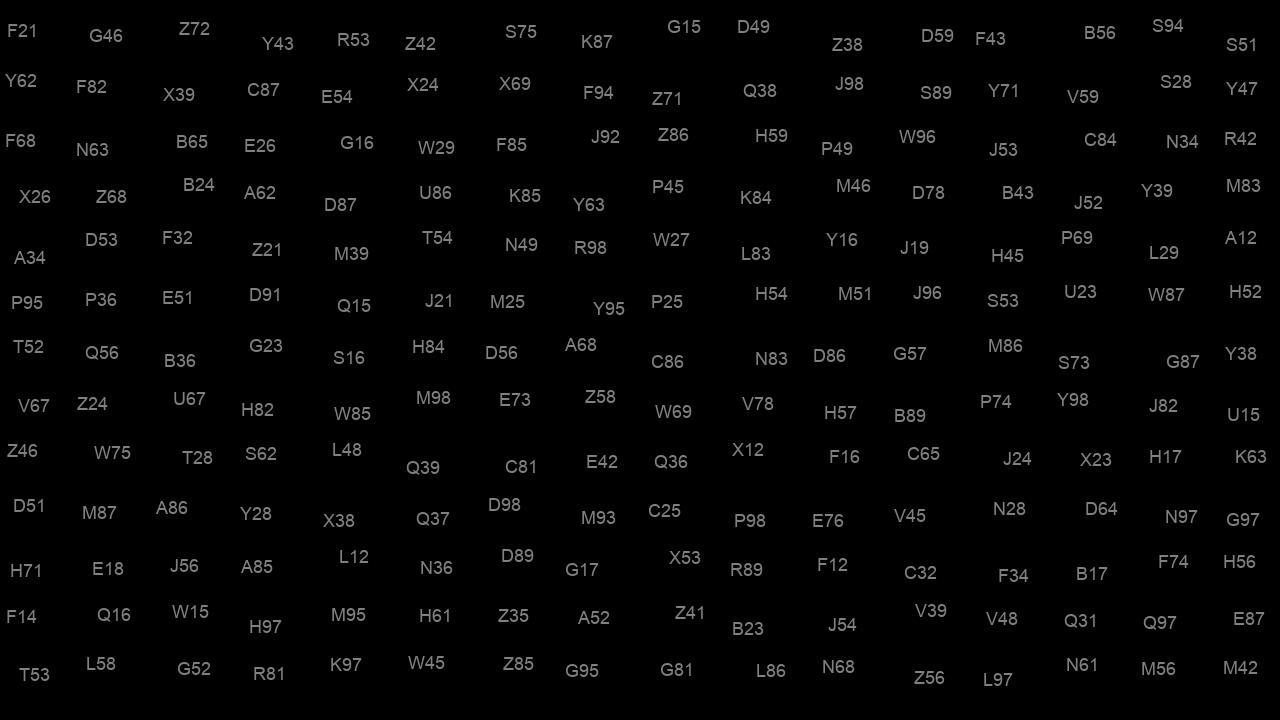 F21 G46 Z72 Y43 R53 Z42 S75 K87 G15 D49 Z38 D59 F43 B56 S94 S51
Y62 F82 X39 C87 E54 X24 X69 F94 Z71 Q38 J98 S89 Y71 V59 S28 Y47
F68 N63 B65 E26 G16 W29 F85 J92 Z86 H59 P49 W96 J53 C84 N34 R42
X26 Z68 B24 A62 D87 U86 K85 Y63 P45 K84 M46 D78 B43 J52 Y39 M83
A34 D53 F32 Z21 M39 T54 N49 R98 W27 L83 Y16 J19 H45 P69 L29 A12
P95 P36 E51 D91 Q15 J21 M25 Y95 P25 H54 M51 J96 S53 U23 W87 H52
T52 Q56 B36 G23 S16 H84 D56 A68 C86 N83 D86 G57 M86 S73 G87 Y38
V67 Z24 U67 H82 W85 M98 E73 Z58 W69 V78 H57 B89 P74 Y98 J82 U15
Z46 W75 T28 S62 L48 Q39 C81 E42 Q36 X12 F16 C65 J24 X23 H17 K63
D51 M87 A86 Y28 X38 Q37 D98 M93 C25 P98 E76 V45 N28 D64 N97 G97
H71 E18 J56 A85 L12 N36 D89 G17 X53 R89 F12 C32 F34 B17 F74 H56
F14 Q16 W15 H97 M95 H61 Z35 A52 Z41 B23 J54 V39 V48 Q31 Q97 E87
T53 L58 G52 R81 K97 W45 Z85 G95 G81 L86 N68 Z56 L97 N61 M56 M42